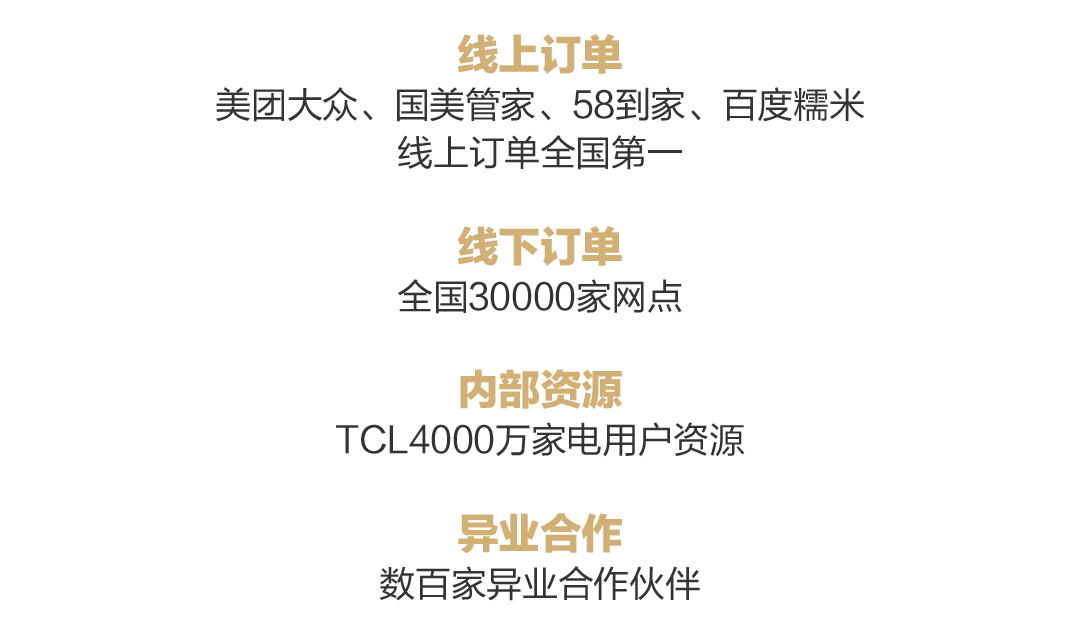 线上订单
美团大众、国美管家、58到家、百度糯米
线上订单全国第一
线下订单
全国30000家网点
内部资源
TCL4000万家电用户资源
异业合作
数百家异业合作伙伴